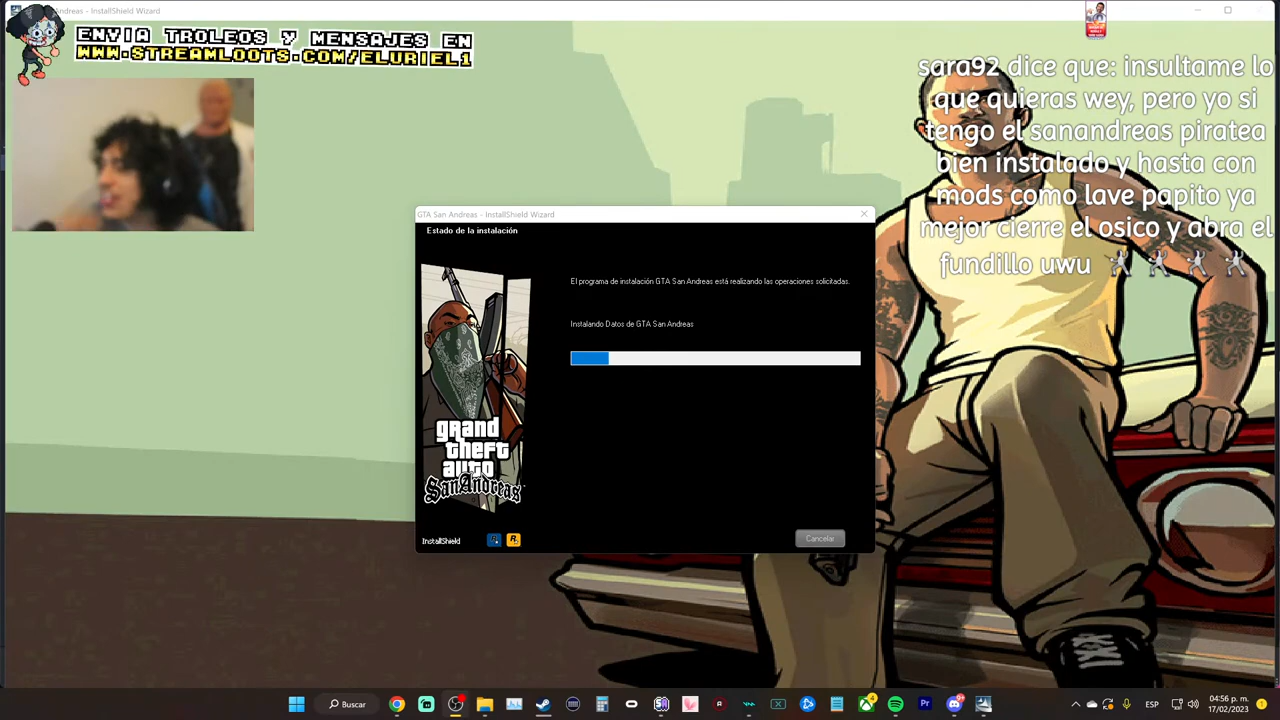 Andreas - InstallShield Wizard
ENVIA TROLEOS Y MENSAJES EN
WWW.STREAMLOOTS.COM/ELURIEL1
sara92 dice que: insultame lo
que quieras wey, pero yo si
tengo el sanandreas piratea
bien instalado y hasta con
mods como lave papito ya
mejor cierre el osico y abra el
fundillo uwu
GTA San Andreas - InstallShield Wizard
Estado de la instalación
El programa de instalación GTA San Andreas está realizando las operaciones solicitadas.
Instalando Datos de GTA San Andreas
grand
theft
auto
San Andreas
InstallShield
Cancelar
Buscar
ESP
04:56 p. m.
17/02/2023